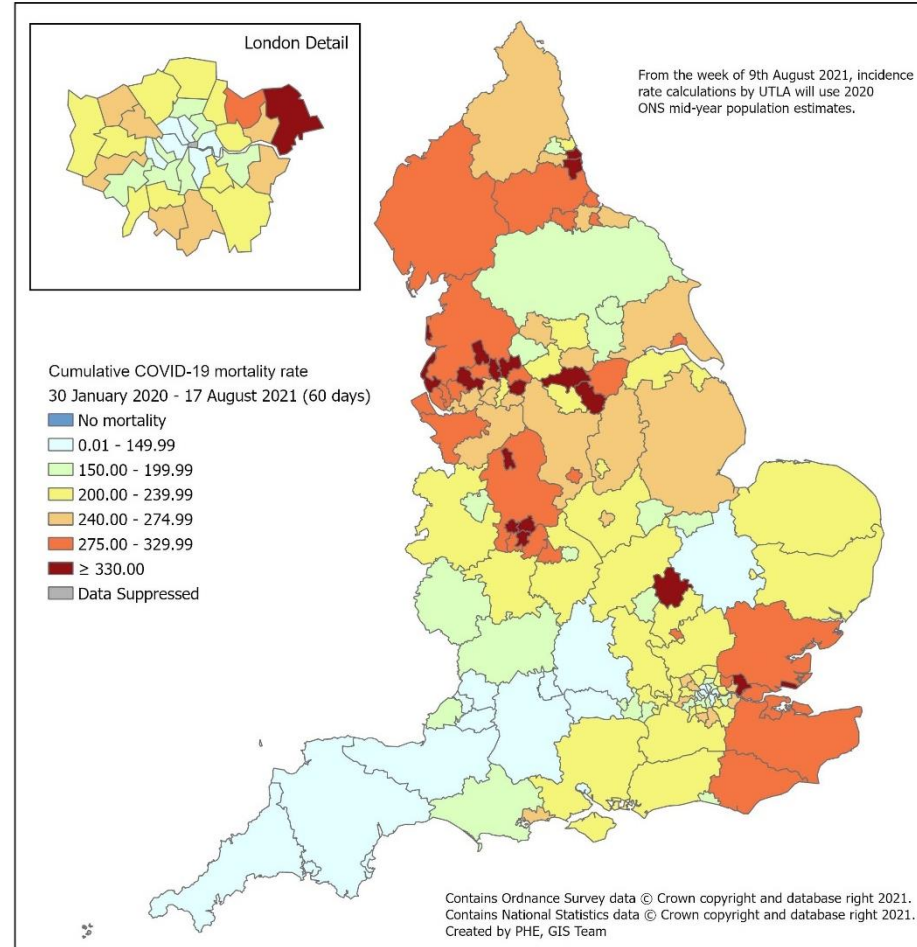 London Detail
From the week of 9th August 2021, incidence
rate calculations by UTLA will use 2020
ONS mid-year population estimates.
Cumulative COVID-19 mortality rate
30 January 2020 - 17 August 2021 (60 days)
No mortality
0.01 - 149.99
150.00 - 199.99
200.00 - 239.99
240.00 - 274.99
275.00 - 329.99
≥ 330.00
Data Suppressed
Contains Ordnance Survey data © Crown copyright and database right 2021.
Contains National Statistics data © Crown copyright and database right 2021.
Created by PHE, GIS Team